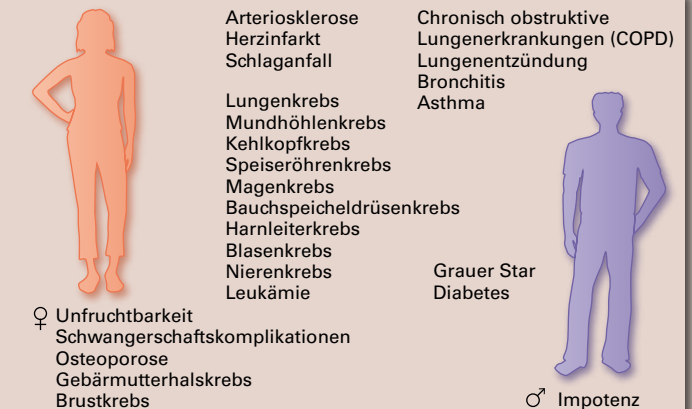 Arteriosklerose
Herzinfarkt
Schlaganfall
Lungenkrebs
Mundhöhlenkrebs
Kehlkopfkrebs
Speiseröhrenkrebs
Magenkrebs
Bauchspeicheldrüsenkrebs
Harnleiterkrebs
Blasenkrebs
Nierenkrebs
Leukämie
Chronisch obstruktive
Lungenerkrankungen (COPD)
Lungenentzündung
Bronchitis
Asthma
Grauer Star
Diabetes
♀ Unfruchtbarkeit
Schwangerschaftskomplikationen
Osteoporose
Gebärmutterhalskrebs
Brustkrebs
♂ Impotenz